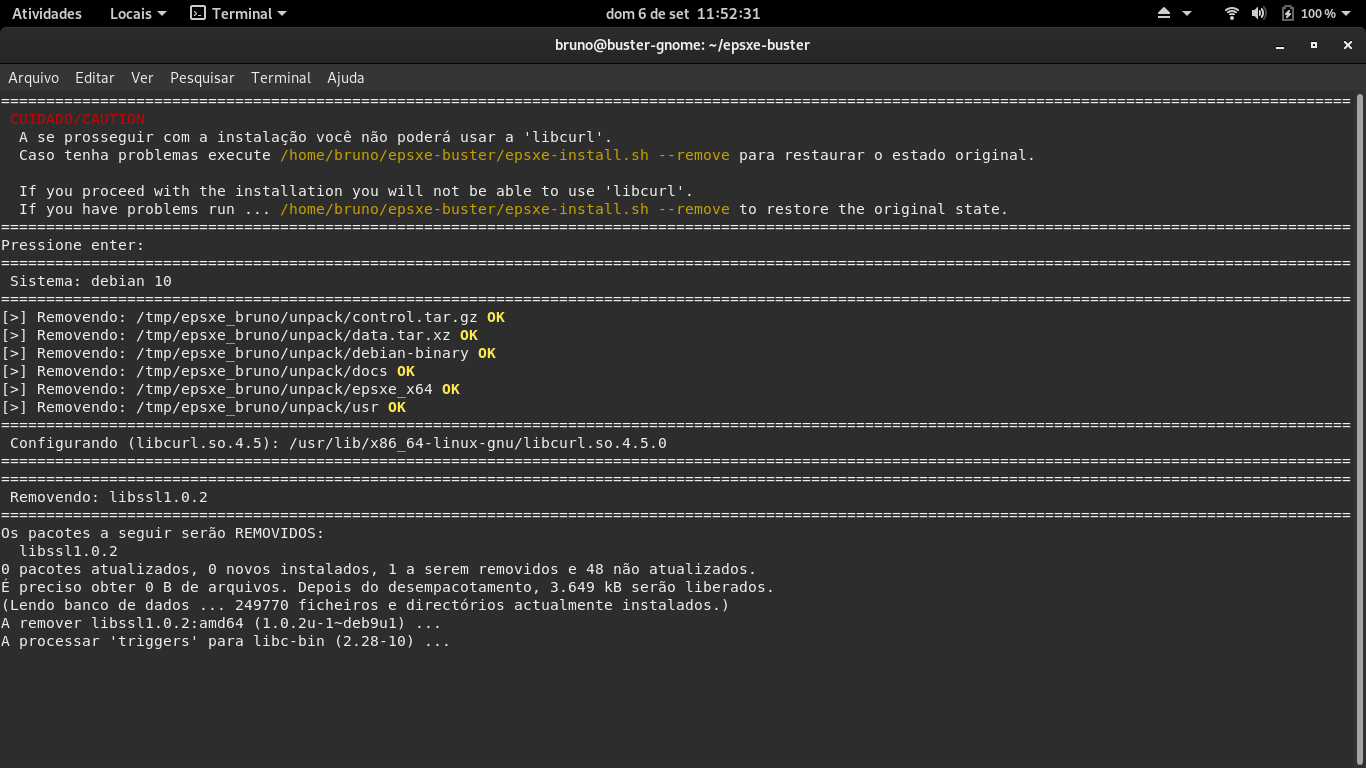 Atividades Locais Terminal dom 6 de set 11:52:31 100 %
bruno@buster-gnome: ~/epsxe-buster
Arquivo Editar Ver Pesquisar Terminal Ajuda
======================================================================================================================================================
CUIDADO/CAUTION
A se prosseguir com a instalação você não poderá usar a 'libcurl'.
Caso tenha problemas execute /home/bruno/epsxe-buster/epsxe-install.sh --remove para restaurar o estado original.
If you proceed with the installation you will not be able to use 'libcurl'.
If you have problems run ... /home/bruno/epsxe-buster/epsxe-install.sh --remove to restore the original state.
======================================================================================================================================================
Pressione enter:
======================================================================================================================================================
Sistema: debian 10
======================================================================================================================================================
[>] Removendo: /tmp/epsxe_bruno/unpack/control.tar.gz OK
[>] Removendo: /tmp/epsxe_bruno/unpack/data.tar.xz OK
[>] Removendo: /tmp/epsxe_bruno/unpack/debian-binary OK
[>] Removendo: /tmp/epsxe_bruno/unpack/docs OK
[>] Removendo: /tmp/epsxe_bruno/unpack/epsxe_x64 OK
[>] Removendo: /tmp/epsxe_bruno/unpack/usr OK
======================================================================================================================================================
Configurando (libcurl.so.4.5): /usr/lib/x86_64-linux-gnu/libcurl.so.4.5.0
======================================================================================================================================================
======================================================================================================================================================
Removendo: libssl1.0.2
======================================================================================================================================================
Os pacotes a seguir serão REMOVIDOS:
libssl1.0.2
0 pacotes atualizados, 0 novos instalados, 1 a serem removidos e 48 não atualizados.
É preciso obter 0 B de arquivos. Depois do desempacotamento, 3.649 kB serão liberados.
(Lendo banco de dados ... 249770 ficheiros e directórios actualmente instalados.)
A remover libssl1.0.2:amd64 (1.0.2u-1~deb9u1) ...
A processar 'triggers' para libc-bin (2.28-10) ...